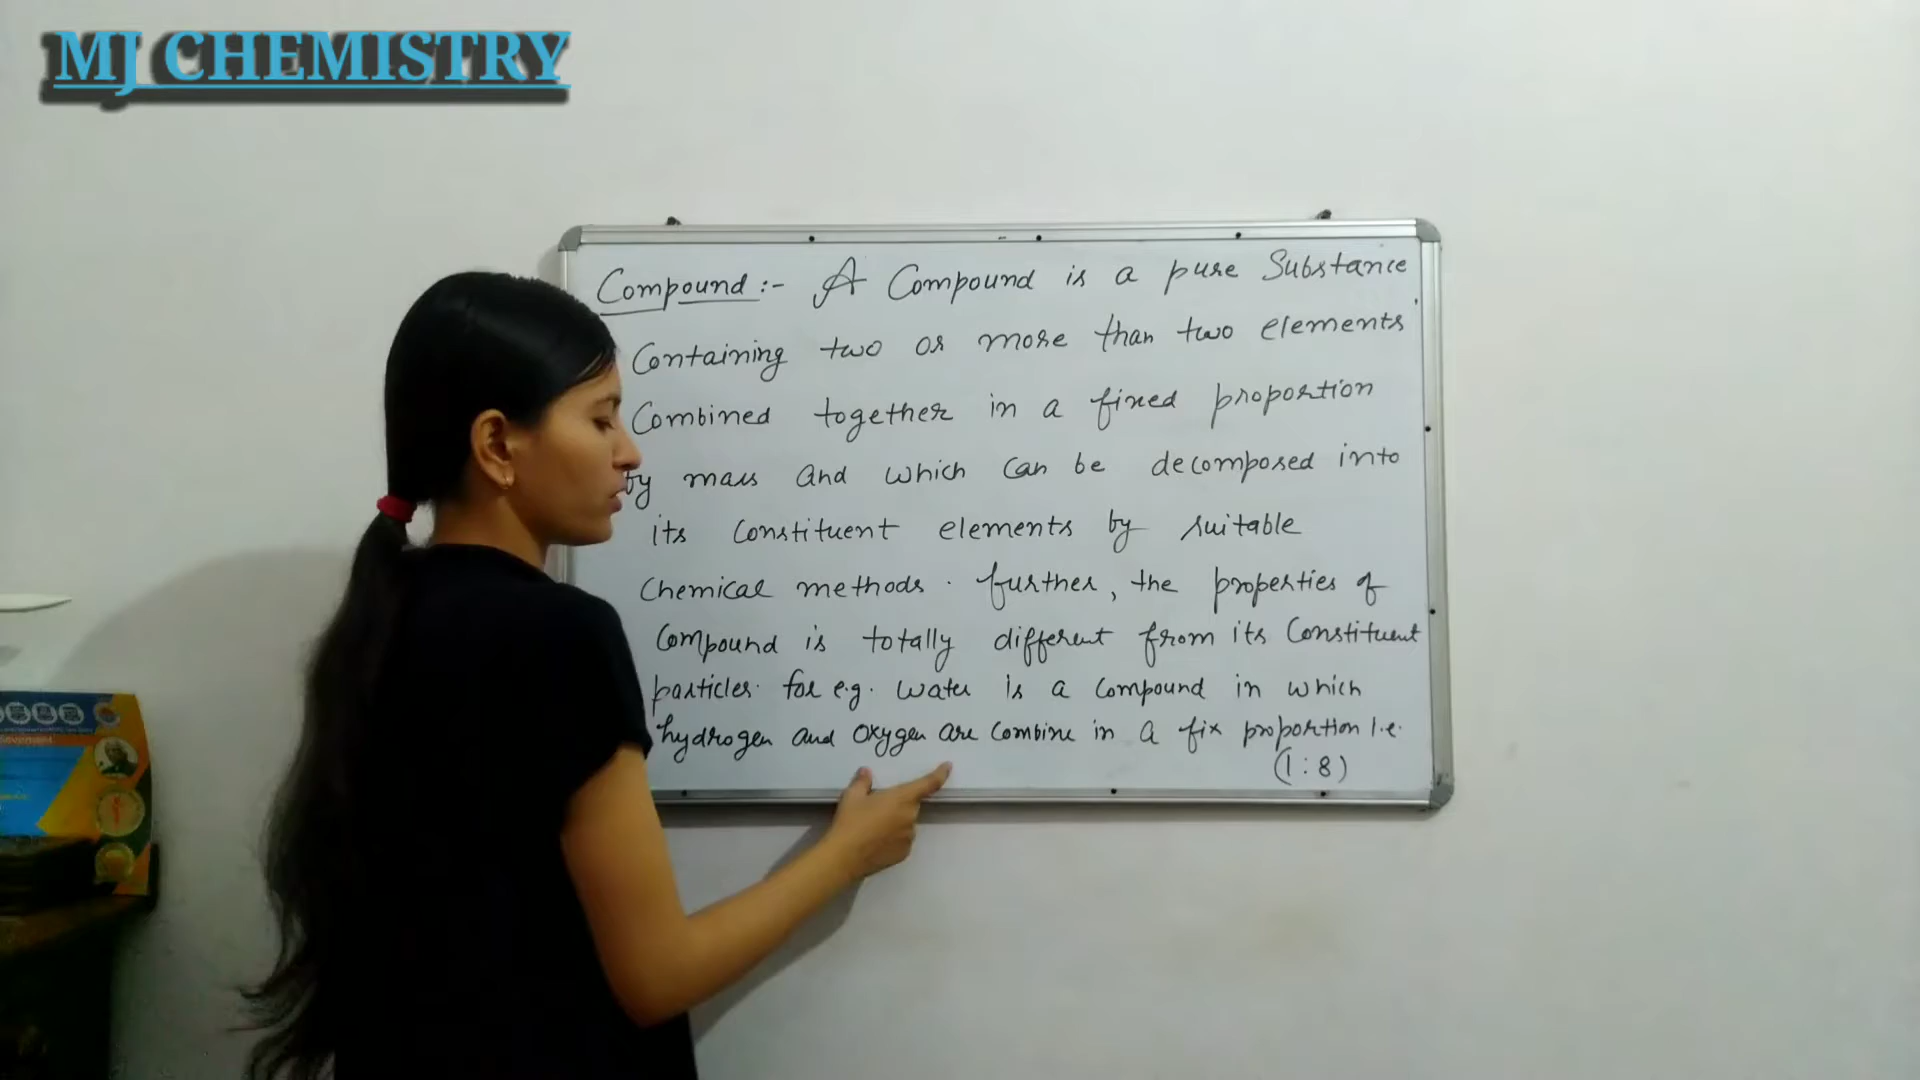 MJ CHEMISTRY
Compound :- A Compound is a pure Substance
Containing two or more than two elements
Combined together in a fixed proportion
by mass and which can be decomposed into
its Constituent elements by suitable
Chemical methods. further, the properties of
Compound is totally different from its Constituent
particles. for e.g. water is a compound in which
hydrogen and oxygen are combine in a fix proportion i.e.
(1:8)